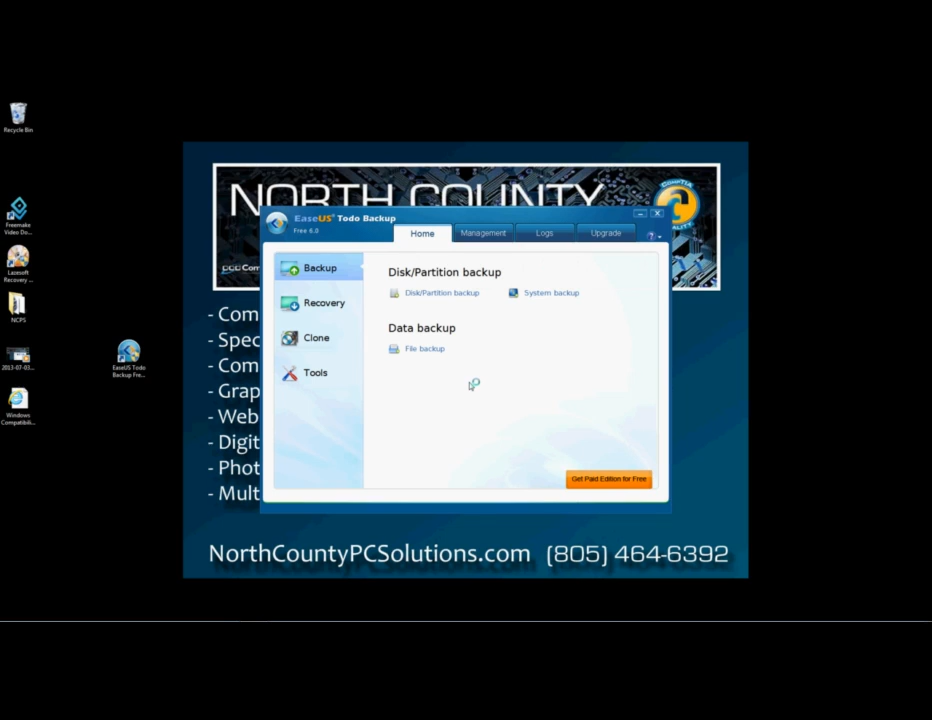 Recycle Bin
Freemake
Video Do...
Lazesoft
Recovery ...
NCPS
2013-07-03...
Windows
Compatibili...
EaseUS Todo
Backup Fre...
NORTH COUNTY
CompTIA
EaseUS® Todo Backup
Free 6.0
Home
Management
Logs
Upgrade
Backup
Recovery
Clone
Tools
Disk/Partition backup
Disk/Partition backup
System backup
Data backup
File backup
Get Paid Edition for Free
- Com
- Spec
- Com
- Grap
- Web
- Digit
- Phot
- Mult
NorthCountyPCSolutions.com (805) 464-6392